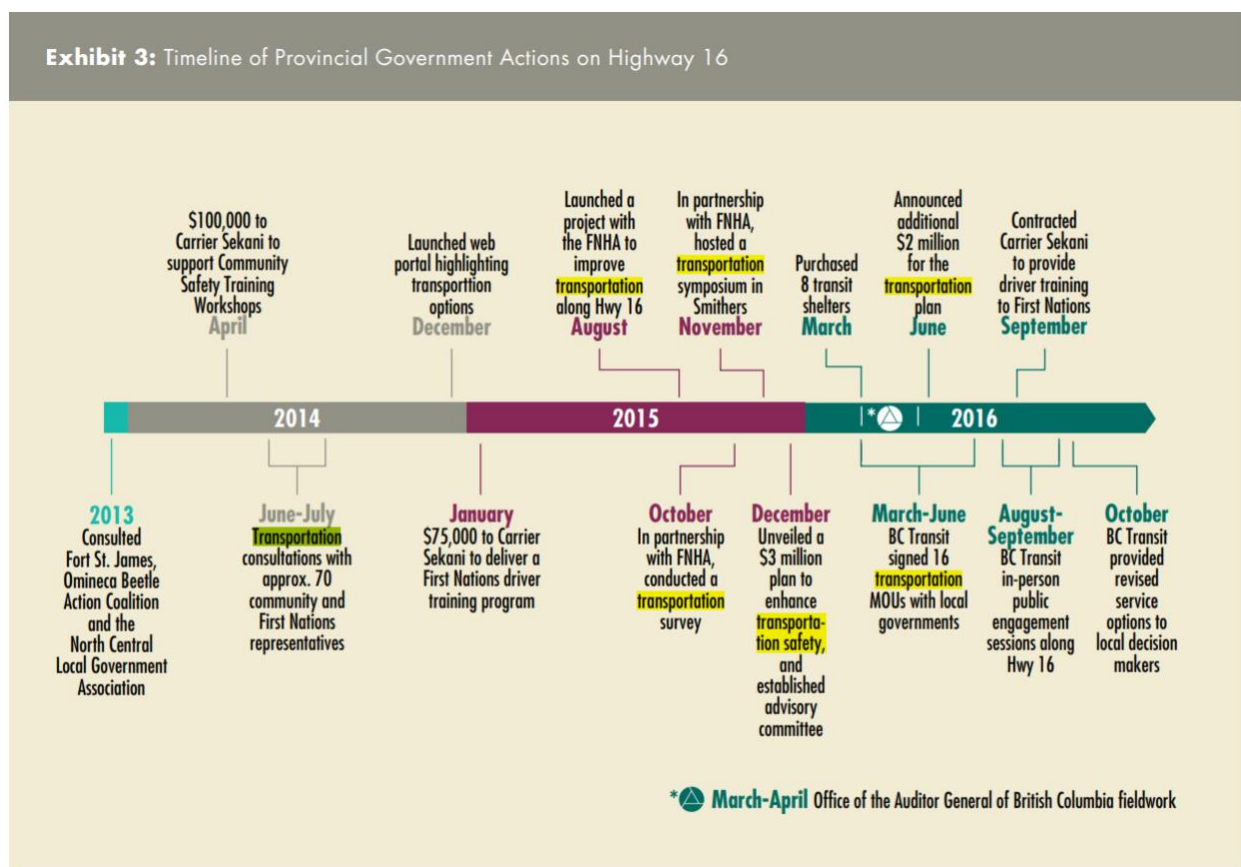 Exhibit 3: Timeline of Provincial Government Actions on Highway 16
$100,000 to
Carrier Sekani to
support Community
Safety Training
Workshops
April
Launched web
portal highlighting
transporttion
options
December
Launched a
project with
the FNHA to
improve
transportation
along Hwy 16
August
In partnership
with FNHA,
hosted a
transportation
symposium in
Smithers
November
Purchased
8 transit
shelters
March
Announced
additional
$2 million
for the
transportation
plan
June
Contracted
Carrier Sekani
to provide
driver training
to First Nations
September
2014
2015
*
2016
2013
Consulted
Fort St. James,
Omineca Beetle
Action Coalition
and the
North Central
Local Government
Association
June-July
Transportation
consultations with
approx. 70
community and
First Nations
representatives
January
$75,000 to Carrier
Sekani to deliver a
First Nations driver
training program
October
In partnership
with FNHA,
conducted a
transportation
survey
December
Unveiled a
$3 million
plan to
enhance
transporta-
tion safety,
and
established
advisory
committee
March-June
BC Transit
signed 16
transportation
MOUs with local
governments
August-
September
BC Transit
in-person
public
engagement
sessions along
Hwy 16
October
BC Transit
provided
revised
service
options to
local decision
makers
* March-April Office of the Auditor General of British Columbia fieldwork